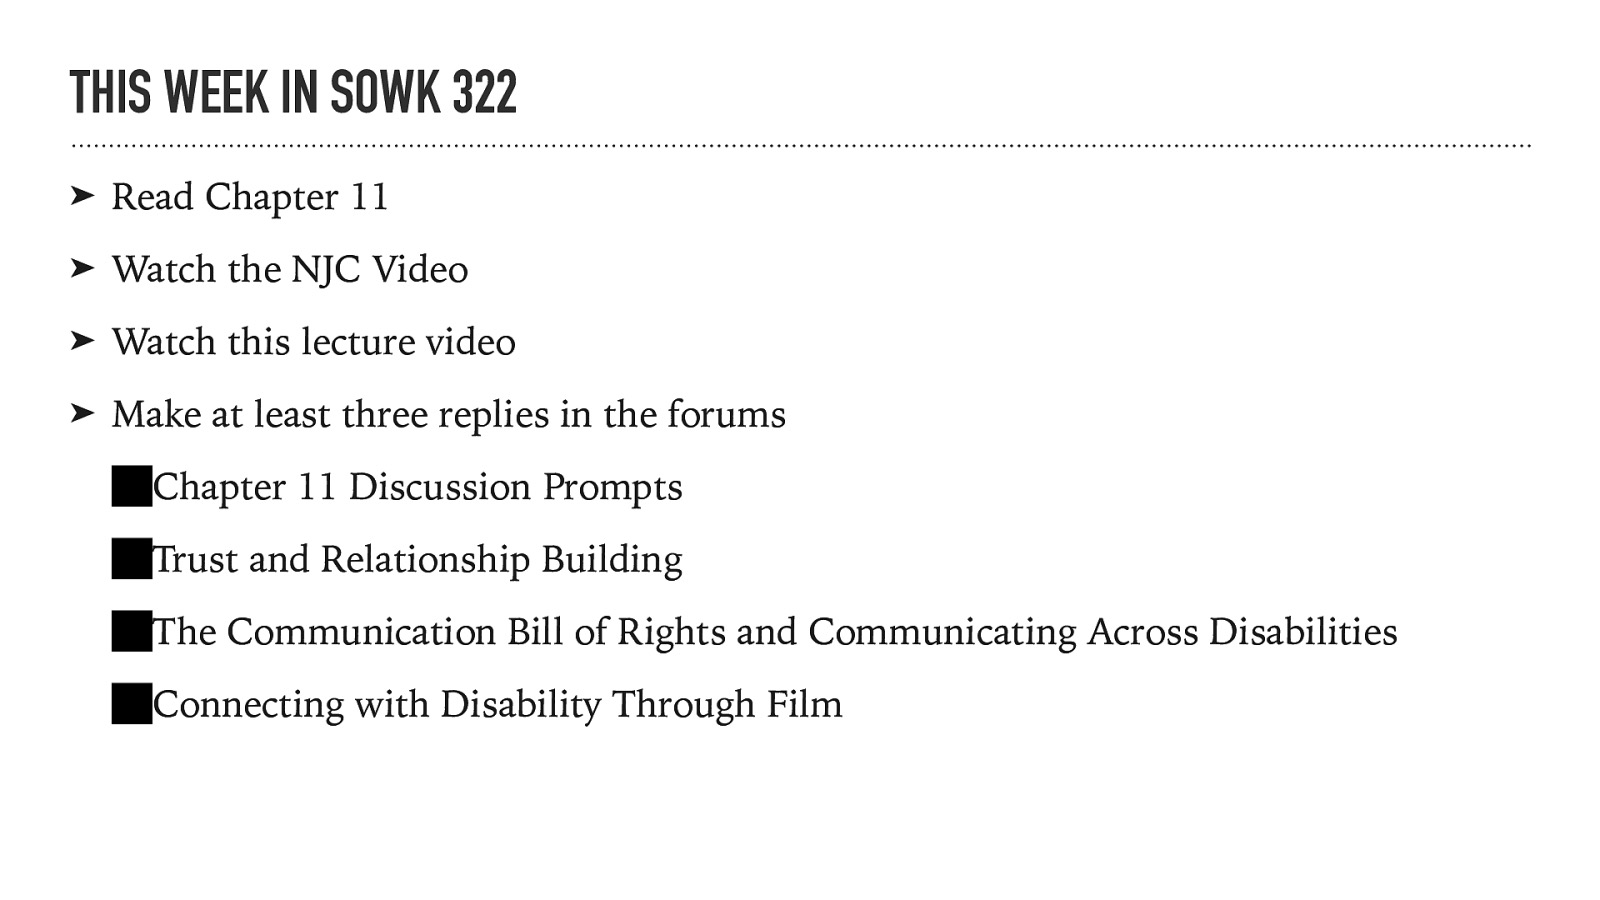 THIS WEEK IN SOWK 322
➤ Read Chapter 11
➤ Watch the NJC Video
➤ Watch this lecture video
➤ Make at least three replies in the forums
Chapter 11 Discussion Prompts
Trust and Relationship Building
The Communication Bill of Rights and Communicating Across Disabilities
Connecting with Disability Through Film